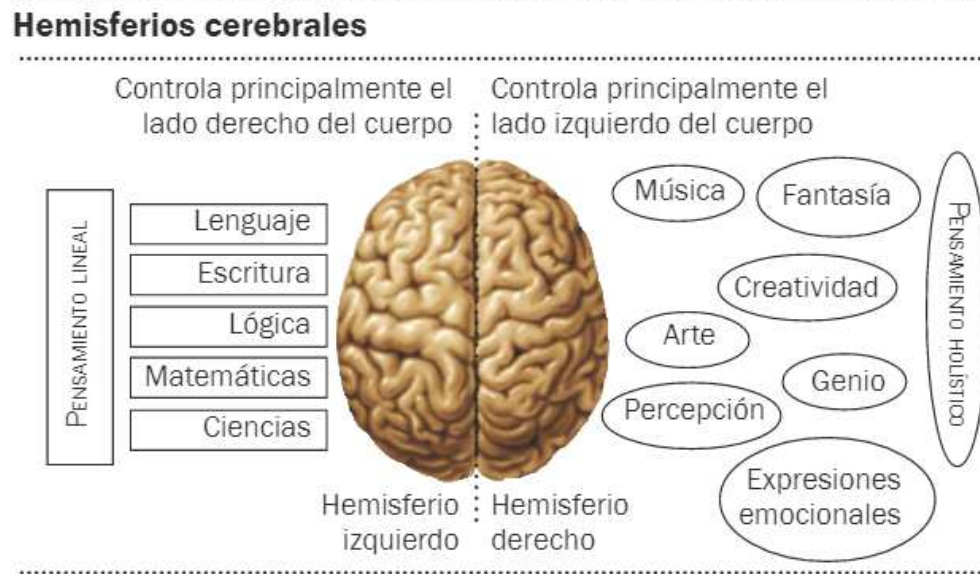 Hemisferios cerebrales
Controla principalmente el
lado derecho del cuerpo
Controla principalmente el
lado izquierdo del cuerpo
PENSAMIENTO LINEAL
Lenguaje
Escritura
Lógica
Matemáticas
Ciencias
Música
Fantasía
Creatividad
Arte
Genio
Percepción
Expresiones
emocionales
PENSAMIENTO HOLÍSTICO
Hemisferio
izquierdo
Hemisferio
derecho